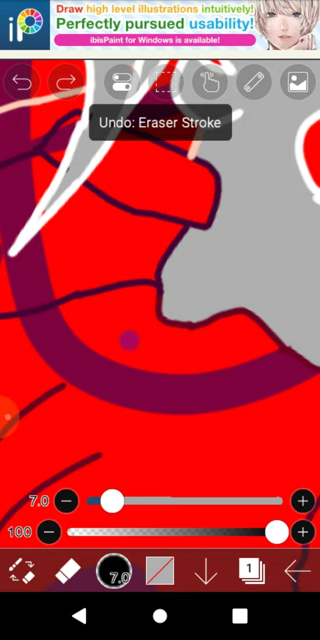 Draw high level illustrations intuitively!
iP
Perfectly pursued usability!
ibisPaint for Windows is available!
Undo: Eraser Stroke
7.0
100
7.0
1